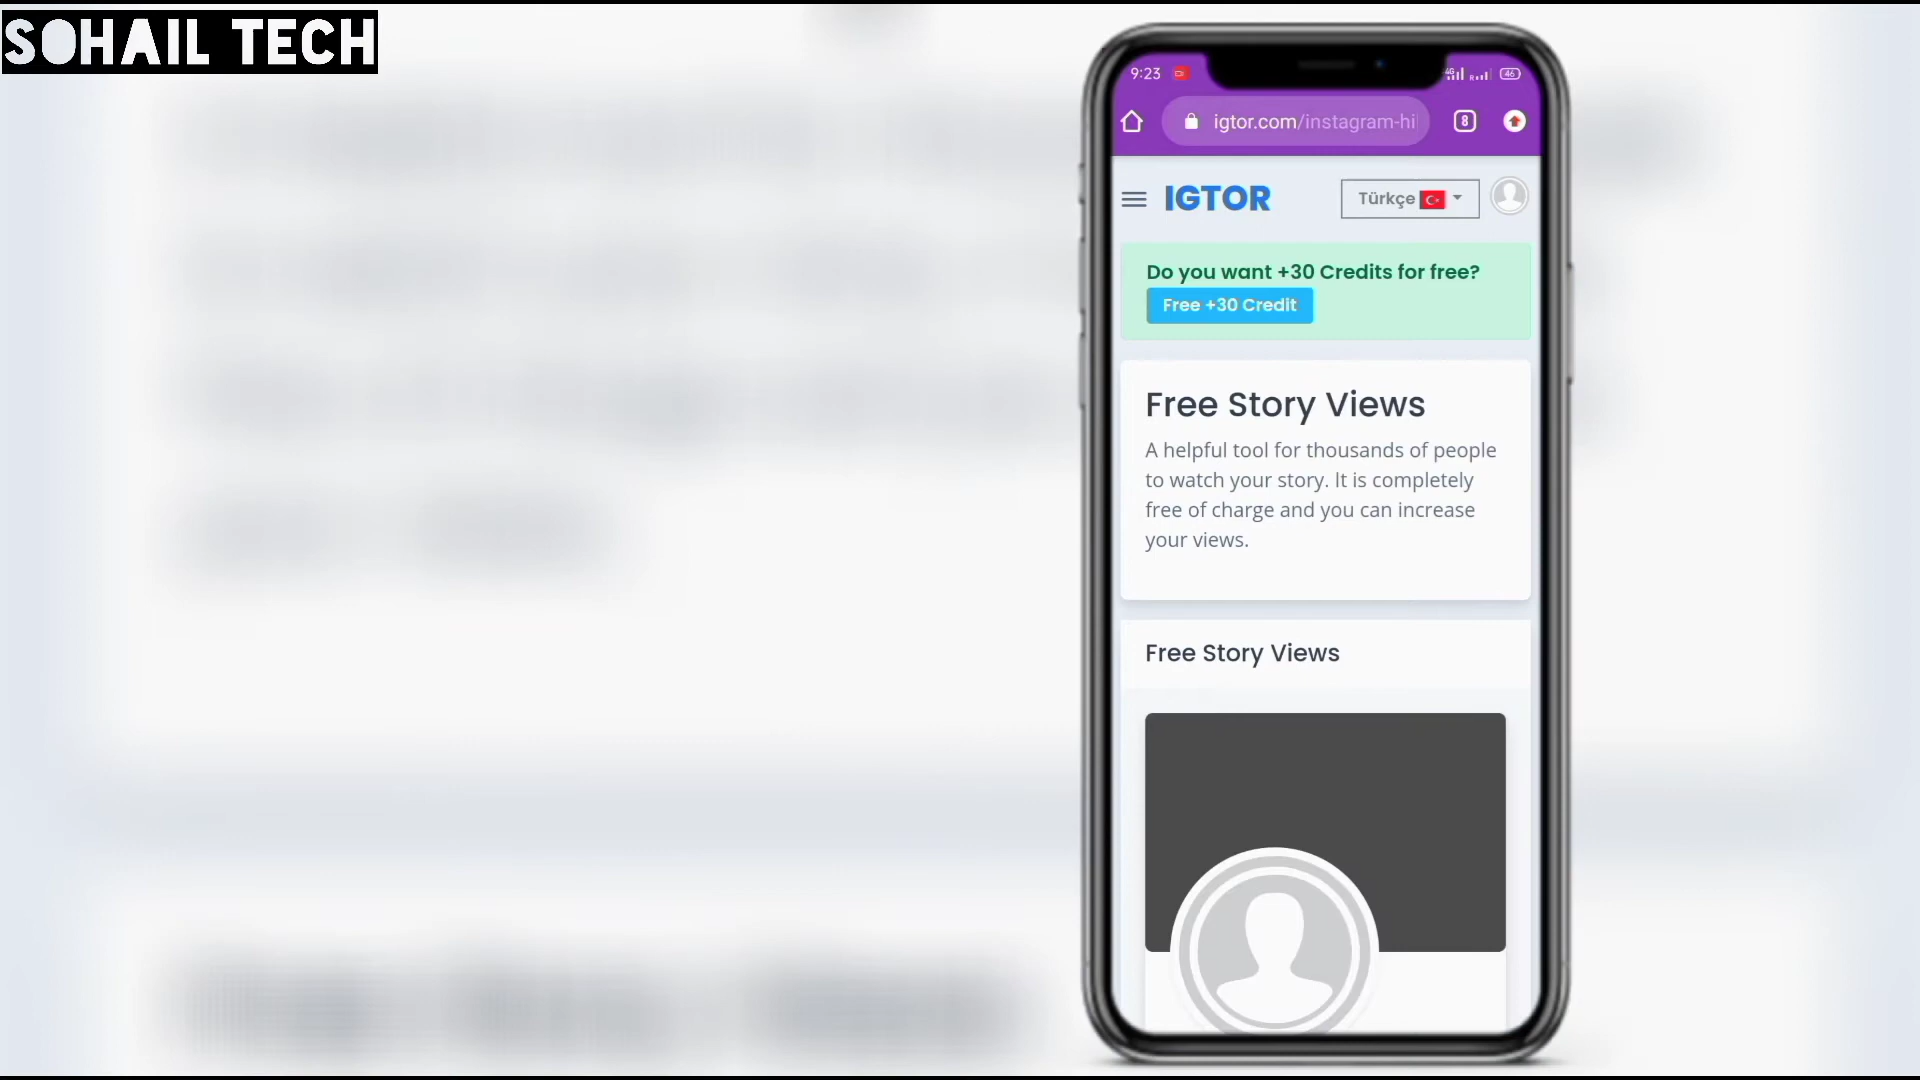 SOHAIL TECH
9:23
4G
R
46
igtor.com/instagram-hi
8
IGTOR
Türkçe
Do you want +30 Credits for free?
Free +30 Credit
Free Story Views
A helpful tool for thousands of people
to watch your story. It is completely
free of charge and you can increase
your views.
Free Story Views